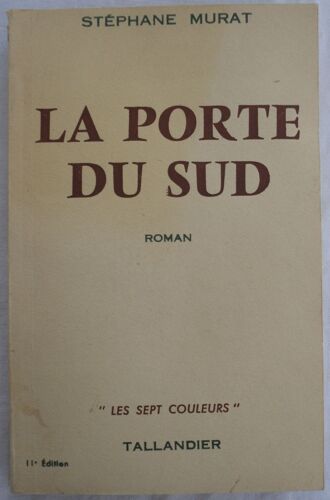 STÉPHANE MURAT
LA PORTE
DU SUD
ROMAN
" LES SEPT COULEURS "
TALLANDIER
11e Édition